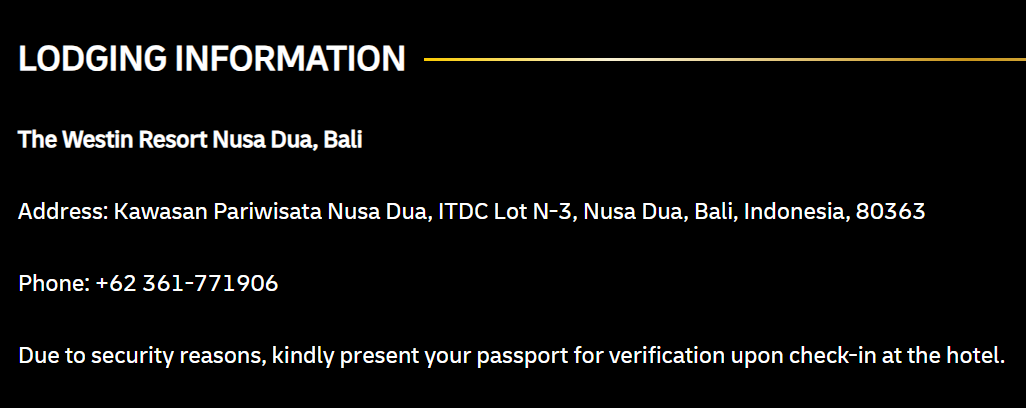 LODGING INFORMATION
The Westin Resort Nusa Dua, Bali
Address: Kawasan Pariwisata Nusa Dua, ITDC Lot N-3, Nusa Dua, Bali, Indonesia, 80363
Phone: +62 361-771906
Due to security reasons, kindly present your passport for verification upon check-in at the hotel.